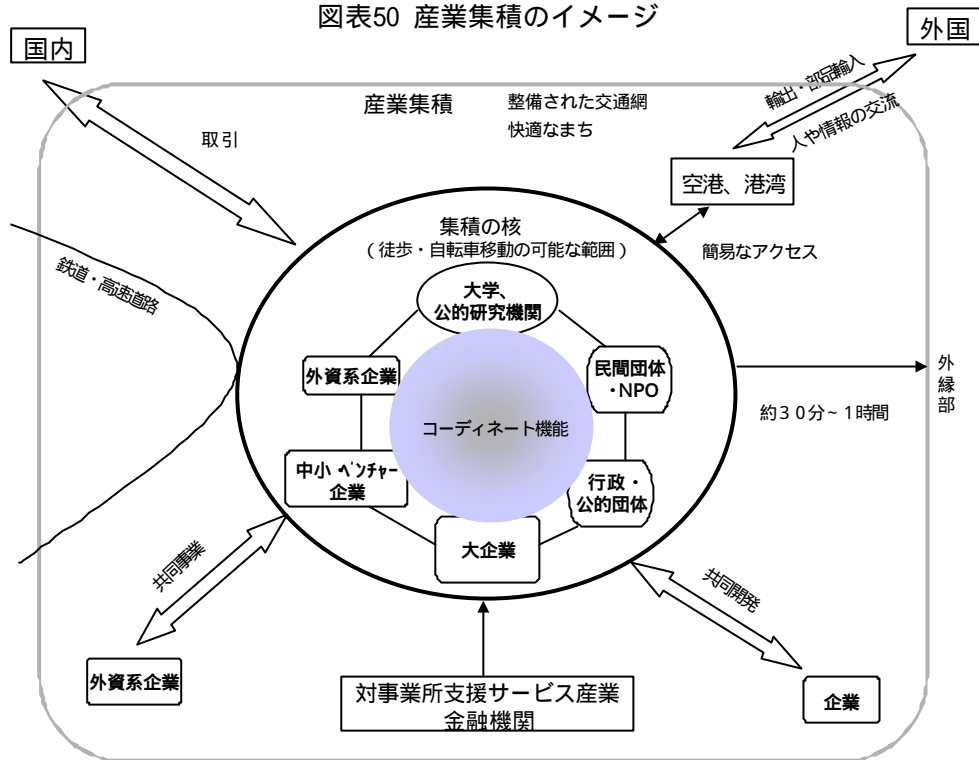 図表50 産業集積のイメージ
国内
外国
産業集積
整備された交通網
快適なまち
輸出・部品輸入
人や情報の交流
取引
空港、港湾
簡易なアクセス
集積の核
（徒歩・自転車移動の可能な範囲）
鉄道・高速道路
大学、
公的研究機関
外資系企業
民間団体
・NPO
コーディネート機能
中小 ベンチャー
企業
行政・
公的団体
大企業
約30分~1時間
外縁部
共同事業
共同開発
外資系企業
対事業所支援サービス産業
金融機関
企業